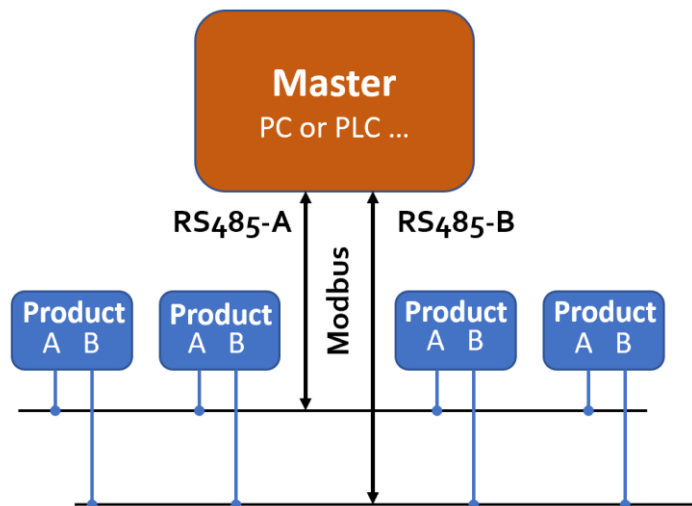 Master
PC or PLC ...
RS485-A
RS485-B
Modbus
Product
A B
Product
A B
Product
A B
Product
A B